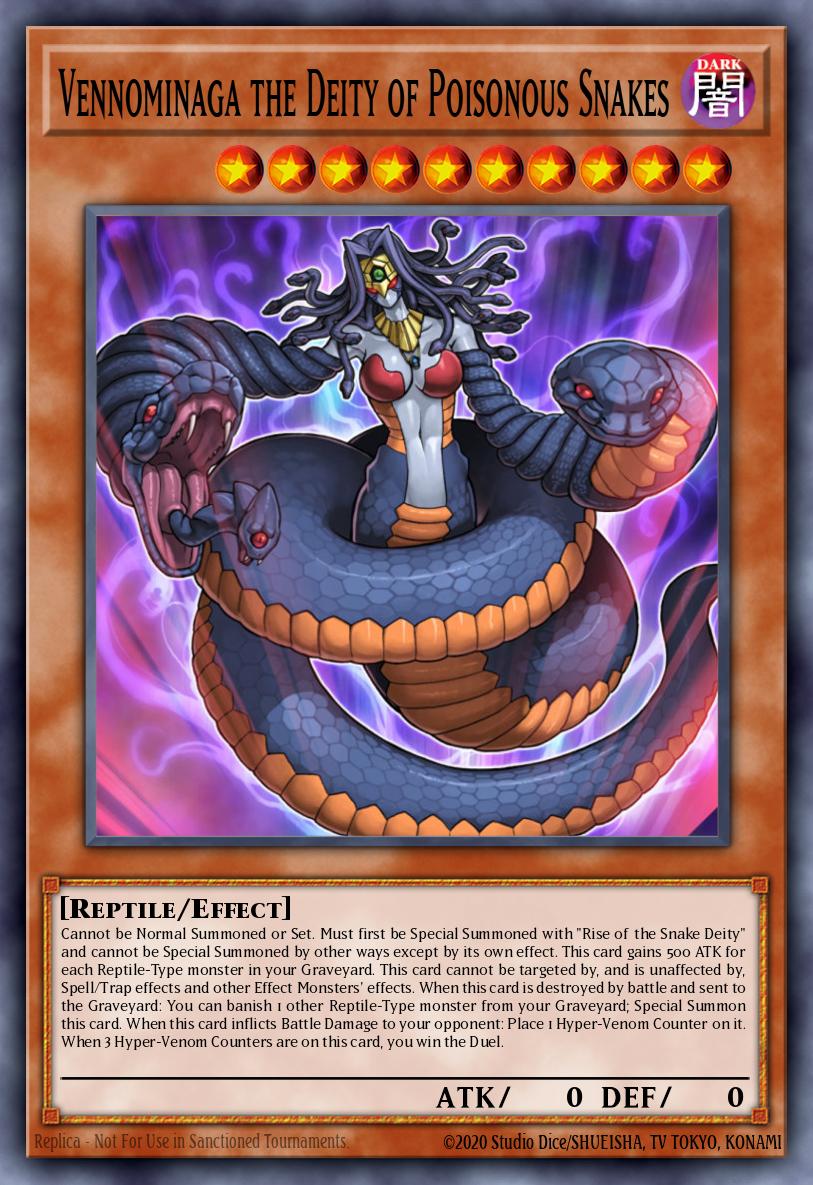 Vennominaga the Deity of Poisonous Snakes
DARK
闇
[Reptile/Effect]
Cannot be Normal Summoned or Set. Must first be Special Summoned with "Rise of the Snake Deity"
and cannot be Special Summoned by other ways except by its own effect. This card gains 500 ATK for
each Reptile-Type monster in your Graveyard. This card cannot be targeted by, and is unaffected by,
Spell/Trap effects and other Effect Monsters' effects. When this card is destroyed by battle and sent to
the Graveyard: You can banish 1 other Reptile-Type monster from your Graveyard; Special Summon
this card. When this card inflicts Battle Damage to your opponent: Place 1 Hyper-Venom Counter on it.
When 3 Hyper-Venom Counters are on this card, you win the Duel.
ATK/ 0 DEF/ 0
Replica - Not For Use in Sanctioned Tournaments.
©2020 Studio Dice/SHUEISHA, TV TOKYO, KONAMI